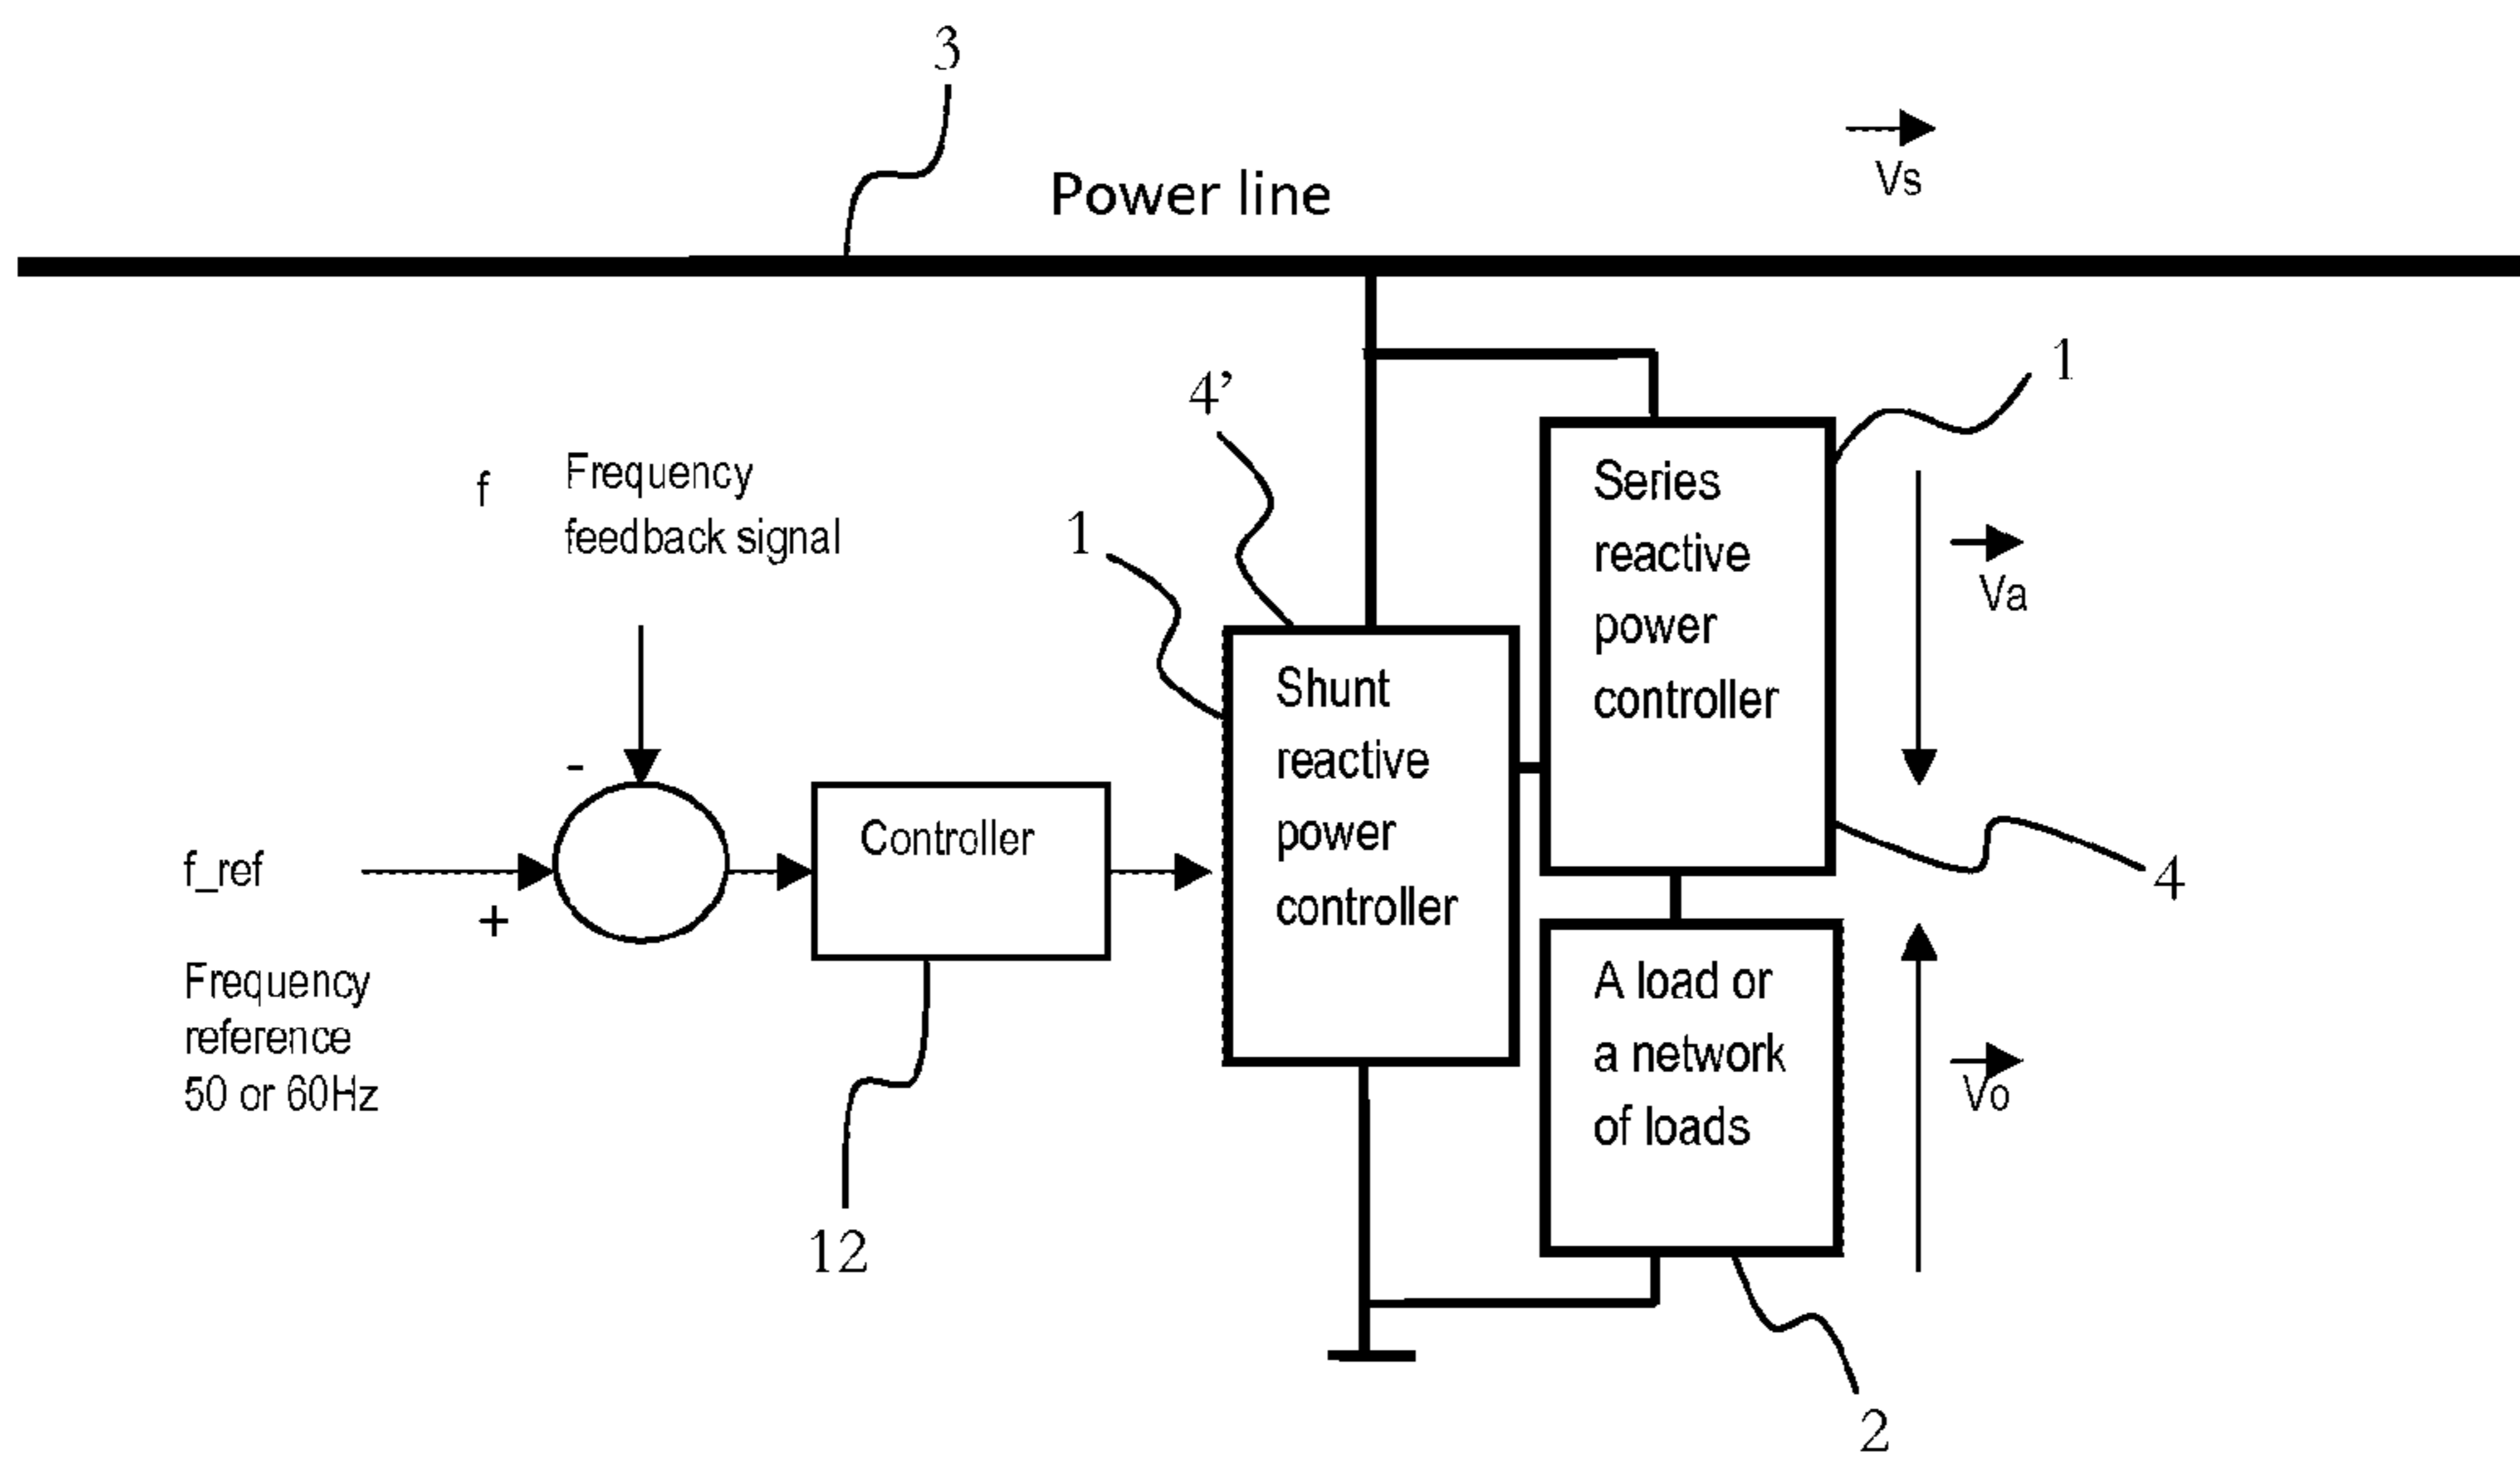 3
Power line
Vs
1
4’
f
Frequency
feedback signal
1
Series
reactive
power
controller
Va
Shunt
reactive
power
controller
-
Controller
f_ref
+
4
Frequency
reference
50 or 60Hz
A load or
a network
of loads
Vo
12
2